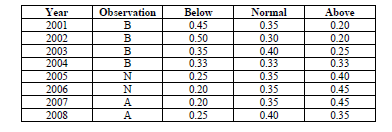 Year Observation Below Normal Above
2001 B 0.45 0.35 0.20
2002 B 0.50 0.30 0.20
2003 B 0.35 0.40 0.25
2004 B 0.33 0.33 0.33
2005 N 0.25 0.35 0.40
2006 N 0.20 0.35 0.45
2007 A 0.20 0.35 0.45
2008 A 0.25 0.40 0.35